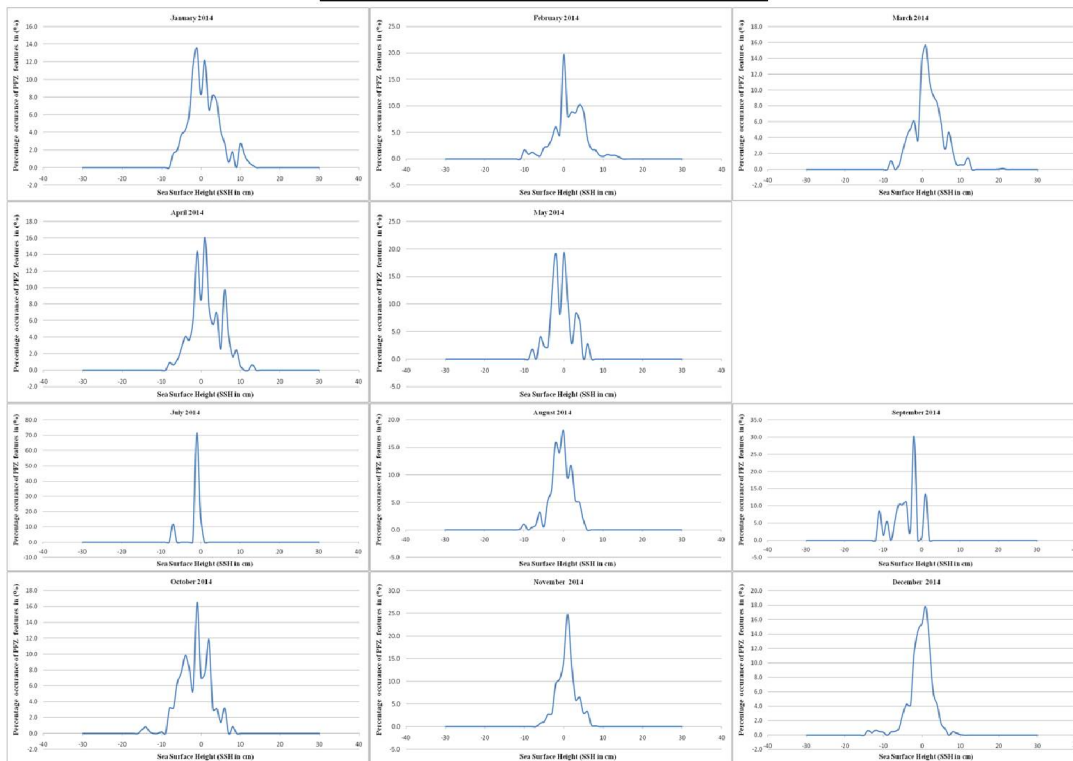 January 2014
Percentage occurance of PFZ features in (%)
16.0
14.0
12.0
10.0
8.0
6.0
4.0
2.0
0.0
-2.0
-40 -30 -20 -10 0 10 20 30 40
Sea Surface Height (SSH in cm)
February 2014
Percentage occurance of PFZ features in (%)
25.0
20.0
15.0
10.0
5.0
0.0
-5.0
-40 -30 -20 -10 0 10 20 30 40
Sea Surface Height (SSH in cm)
March 2014
Percentage occurance of PFZ features in (%)
18.0
16.0
14.0
12.0
10.0
8.0
6.0
4.0
2.0
0.0
-2.0
-40 -30 -20 -10 0 10 20 30 40
Sea Surface Height (SSH in cm)
April 2014
Percentage occurance of PFZ features in (%)
18.0
16.0
14.0
12.0
10.0
8.0
6.0
4.0
2.0
0.0
-2.0
-40 -30 -20 -10 0 10 20 30 40
Sea Surface Height (SSH in cm)
May 2014
Percentage occurance of PFZ features in (%)
25.0
20.0
15.0
10.0
5.0
0.0
-5.0
-40 -30 -20 -10 0 10 20 30 40
Sea Surface Height (SSH in cm)
July 2014
Percentage occurance of PFZ features in (%)
80.0
70.0
60.0
50.0
40.0
30.0
20.0
10.0
0.0
-10.0
-40 -30 -20 -10 0 10 20 30 40
Sea Surface Height (SSH in cm)
August 2014
Percentage occurance of PFZ features in (%)
20.0
15.0
10.0
5.0
0.0
-5.0
-40 -30 -20 -10 0 10 20 30 40
Sea Surface Height (SSH in cm)
September 2014
Percentage occurance of PFZ features in (%)
35.0
30.0
25.0
20.0
15.0
10.0
5.0
0.0
-5.0
-40 -30 -20 -10 0 10 20 30
Sea Surface Height (SSH in cm)
October 2014
Percentage occurance of PFZ features in (%)
18.0
16.0
14.0
12.0
10.0
8.0
6.0
4.0
2.0
0.0
-2.0
-40 -30 -20 -10 0 10 20 30 40
Sea Surface Height (SSH in cm)
November 2014
Percentage occurance of PFZ features in (%)
30.0
25.0
20.0
15.0
10.0
5.0
0.0
-5.0
-40 -30 -20 -10 0 10 20 30 40
Sea Surface Height (SSH in cm)
December 2014
Percentage occurance of PFZ features in (%)
20.0
18.0
16.0
14.0
12.0
10.0
8.0
6.0
4.0
2.0
0.0
-2.0
-40 -30 -20 -10 0 10 20 30 40
Sea Surface Height (SSH in cm)